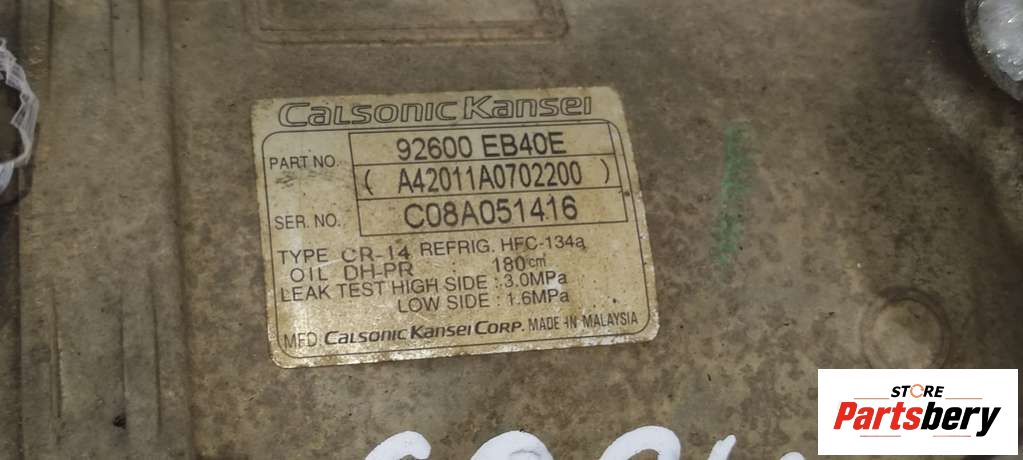 CALSONIC KANSEI
PART NO. 92600 EB40E
( A42011A0702200 )
SER. NO. C08A051416
TYPE CR-14 REFRIG. HFC-134a
OIL DH-PR : 180cm
LEAK TEST HIGH SIDE : 3.0MPa
LOW SIDE : 1.6MPa
MFD. CALSONIC KANSEI CORP. MADE IN MALAYSIA
STORE
Partsbery